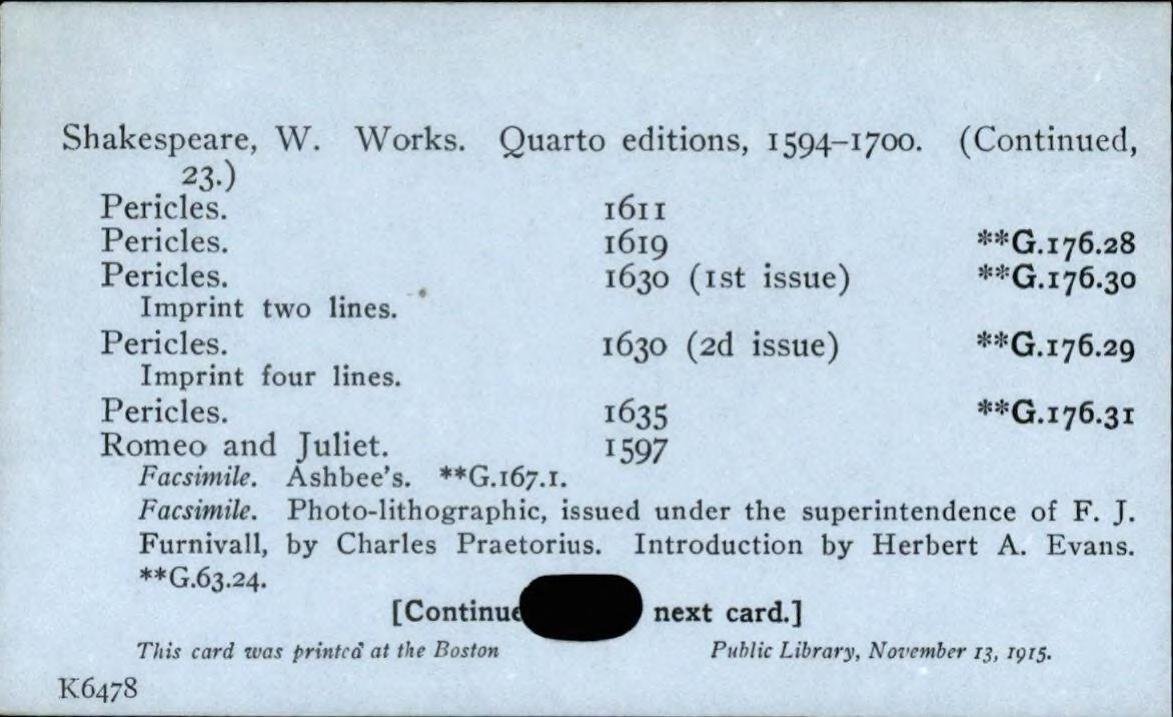 Shakespeare, W. Works. Quarto editions, 1594–1700. (Continued,
23.)
Pericles. 1611
Pericles. 1619 **G.176.28
Pericles. 1630 (1st issue) **G.176.30
Imprint two lines.
Pericles. 1630 (2d issue) **G.176.29
Imprint four lines.
Pericles. 1635 **G.176.31
Romeo and Juliet. 1597
Facsimile. Ashbee's. **G.167.1.
Facsimile. Photo-lithographic, issued under the superintendence of F. J.
Furnivall, by Charles Praetorius. Introduction by Herbert A. Evans.
**G.63.24.
[Continue next card.]
This card was printed at the Boston Public Library, November 13, 1915.
K6478